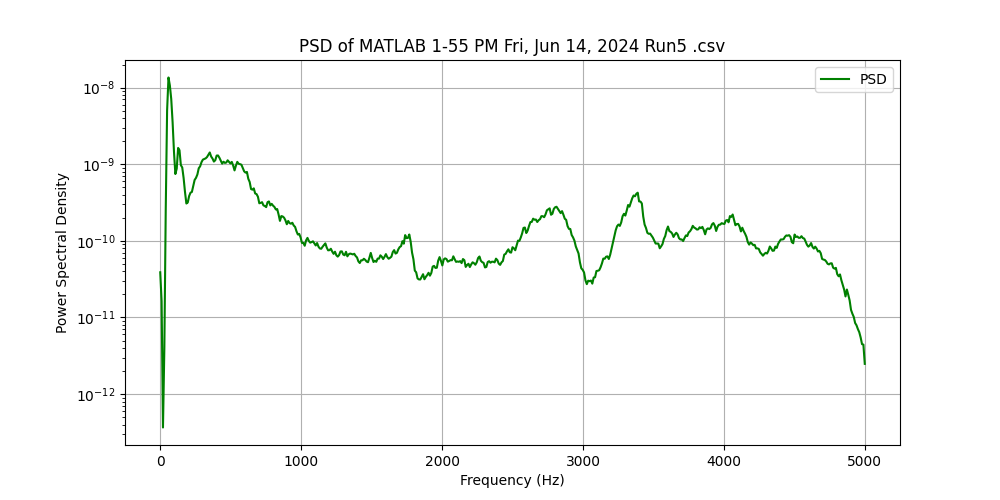 PSD of MATLAB 1-55 PM Fri, Jun 14, 2024 Run5 .csv
PSD
Power Spectral Density
10⁻⁸
10⁻⁹
10⁻¹⁰
10⁻¹¹
10⁻¹²
0 1000 2000 3000 4000 5000
Frequency (Hz)